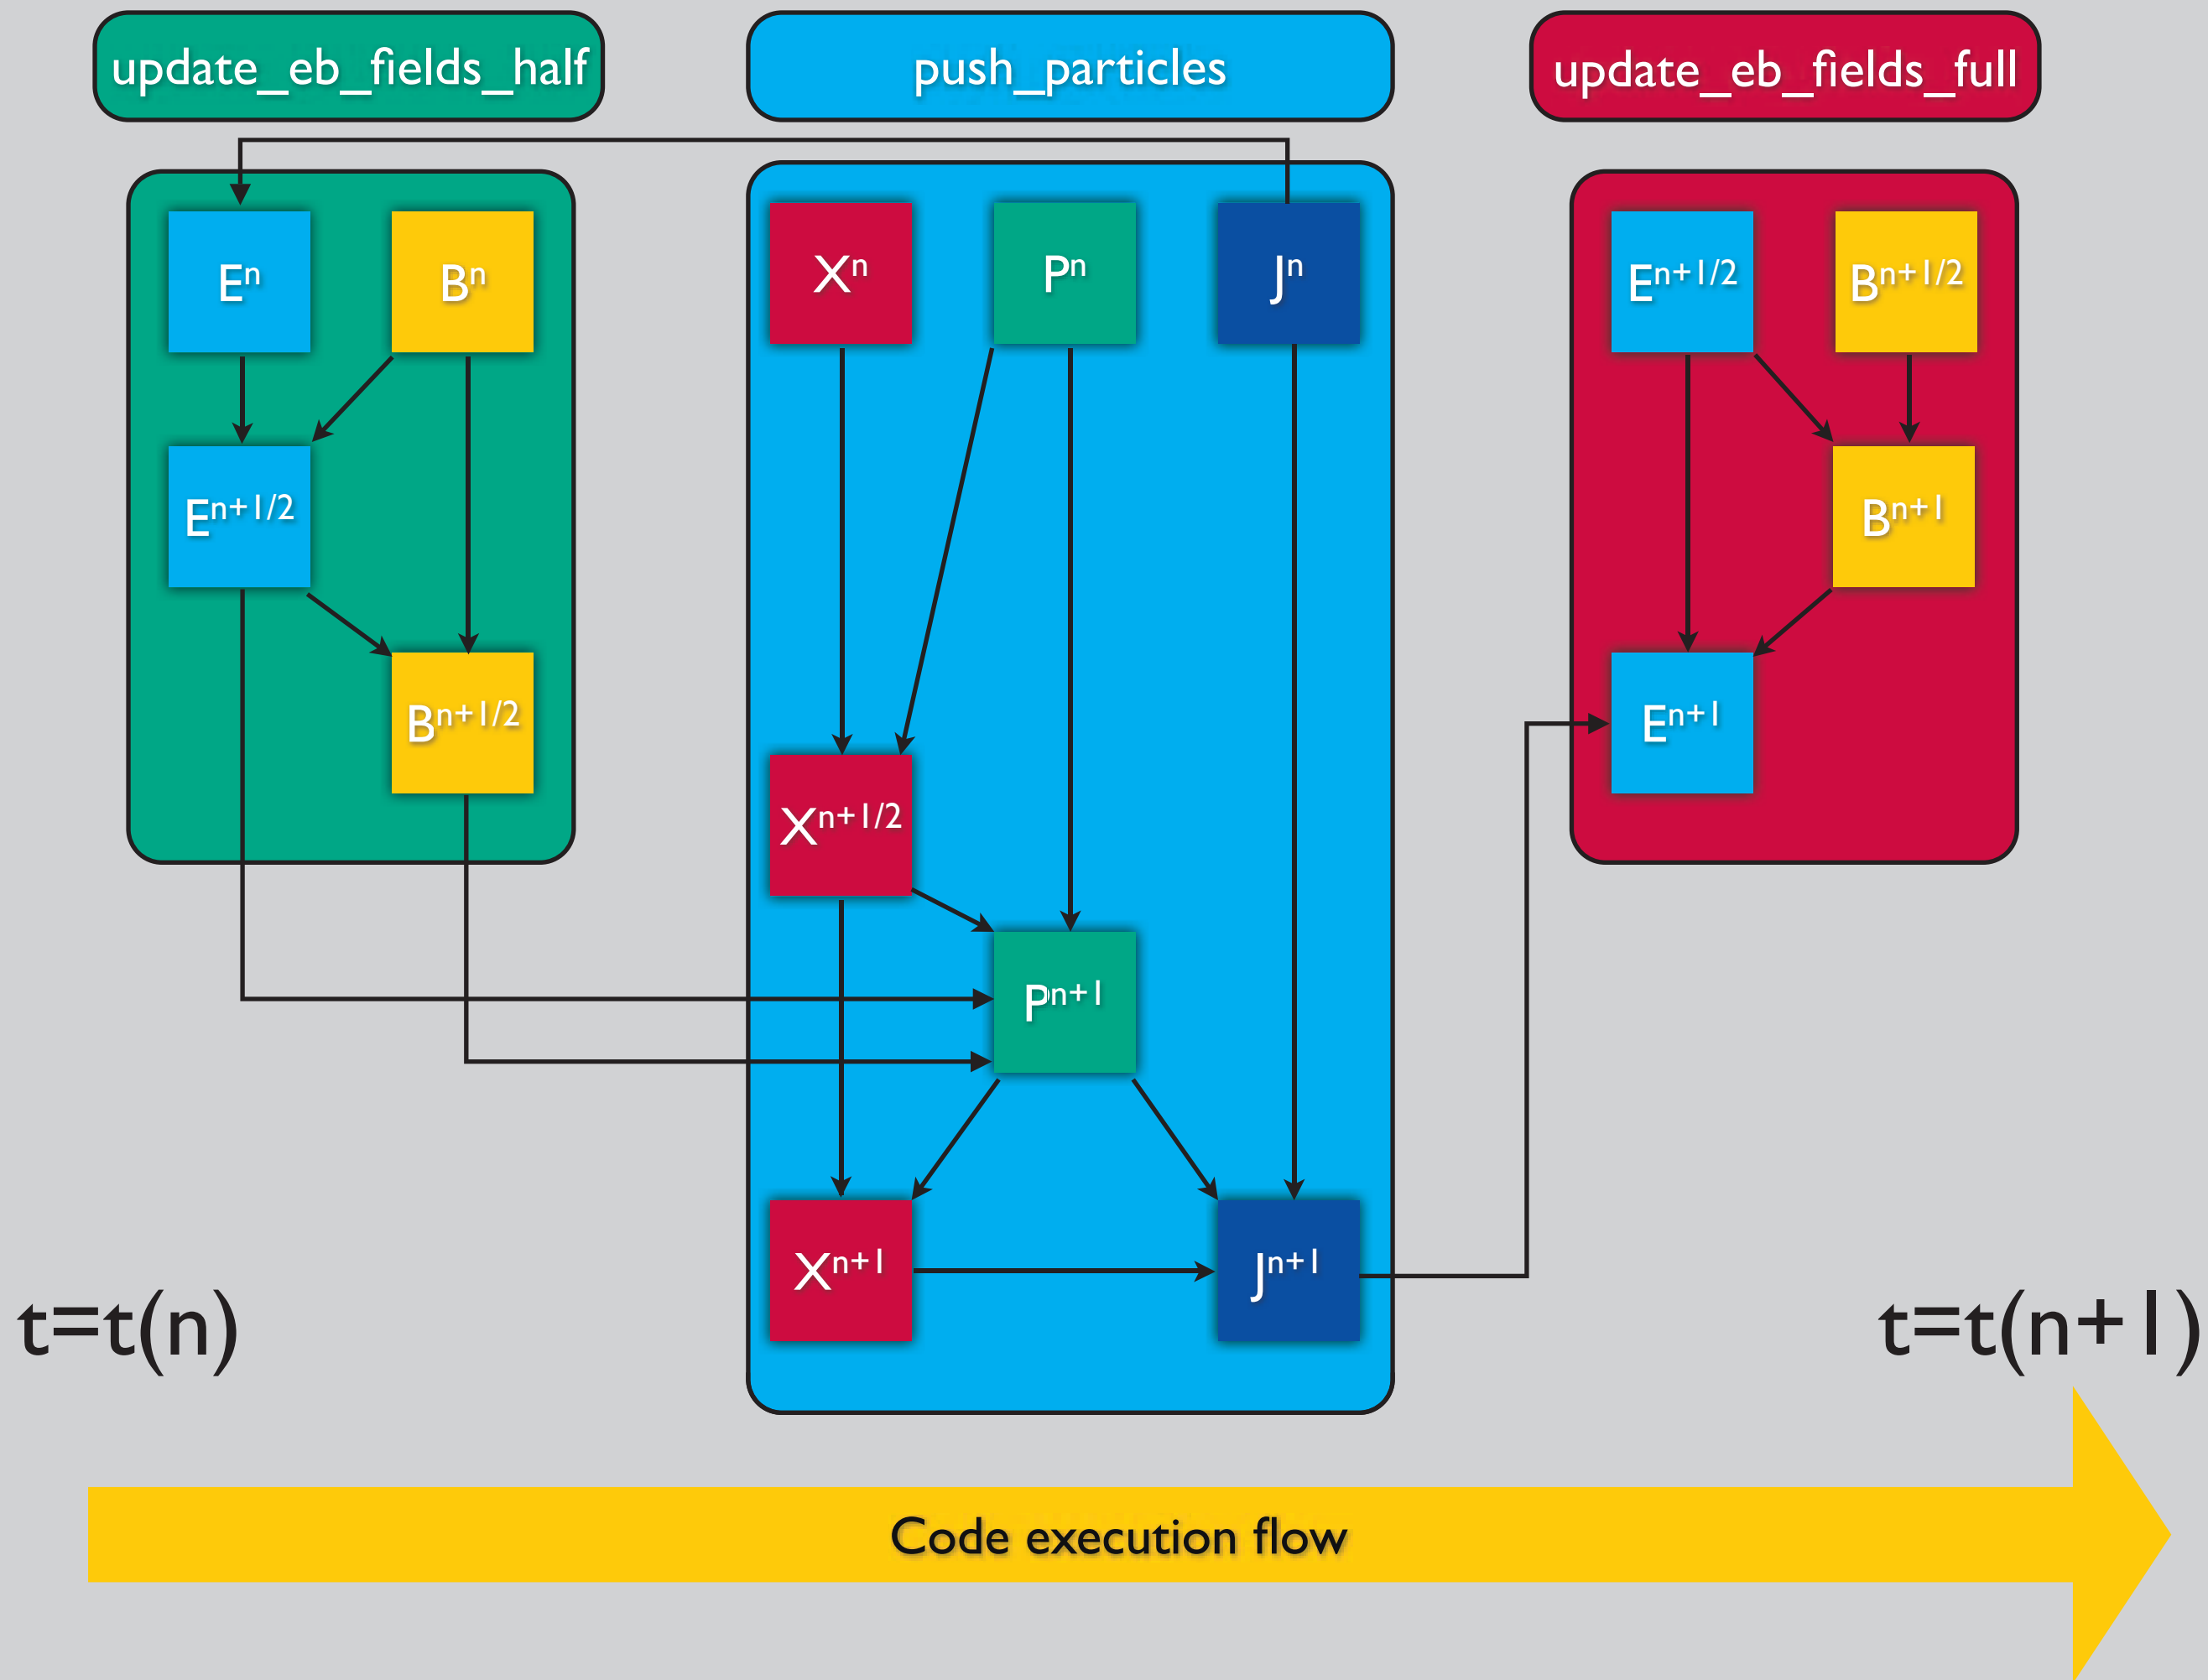 update_eb_fields_half
push_particles
update_eb_fields_full
Eⁿ
Bⁿ
Xⁿ
Pⁿ
Jⁿ
Eⁿ⁺¹/²
Bⁿ⁺¹/²
Eⁿ⁺¹/²
Bⁿ⁺¹
Bⁿ⁺¹/²
Eⁿ⁺¹
Xⁿ⁺¹/²
Pⁿ⁺¹
Xⁿ⁺¹
Jⁿ⁺¹
t=t(n)
t=t(n+1)
Code execution flow